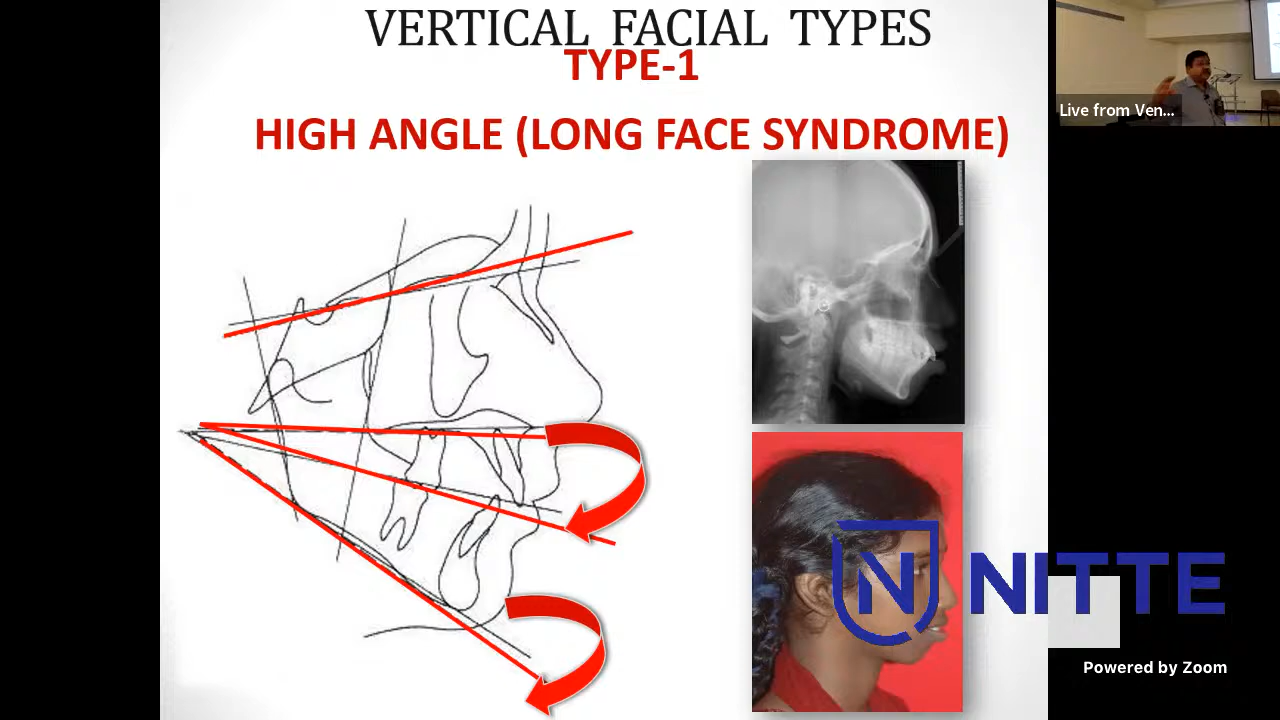 VERTICAL FACIAL TYPES
TYPE-1
HIGH ANGLE (LONG FACE SYNDROME)
Live from Ven...
N NITTE
Powered by Zoom